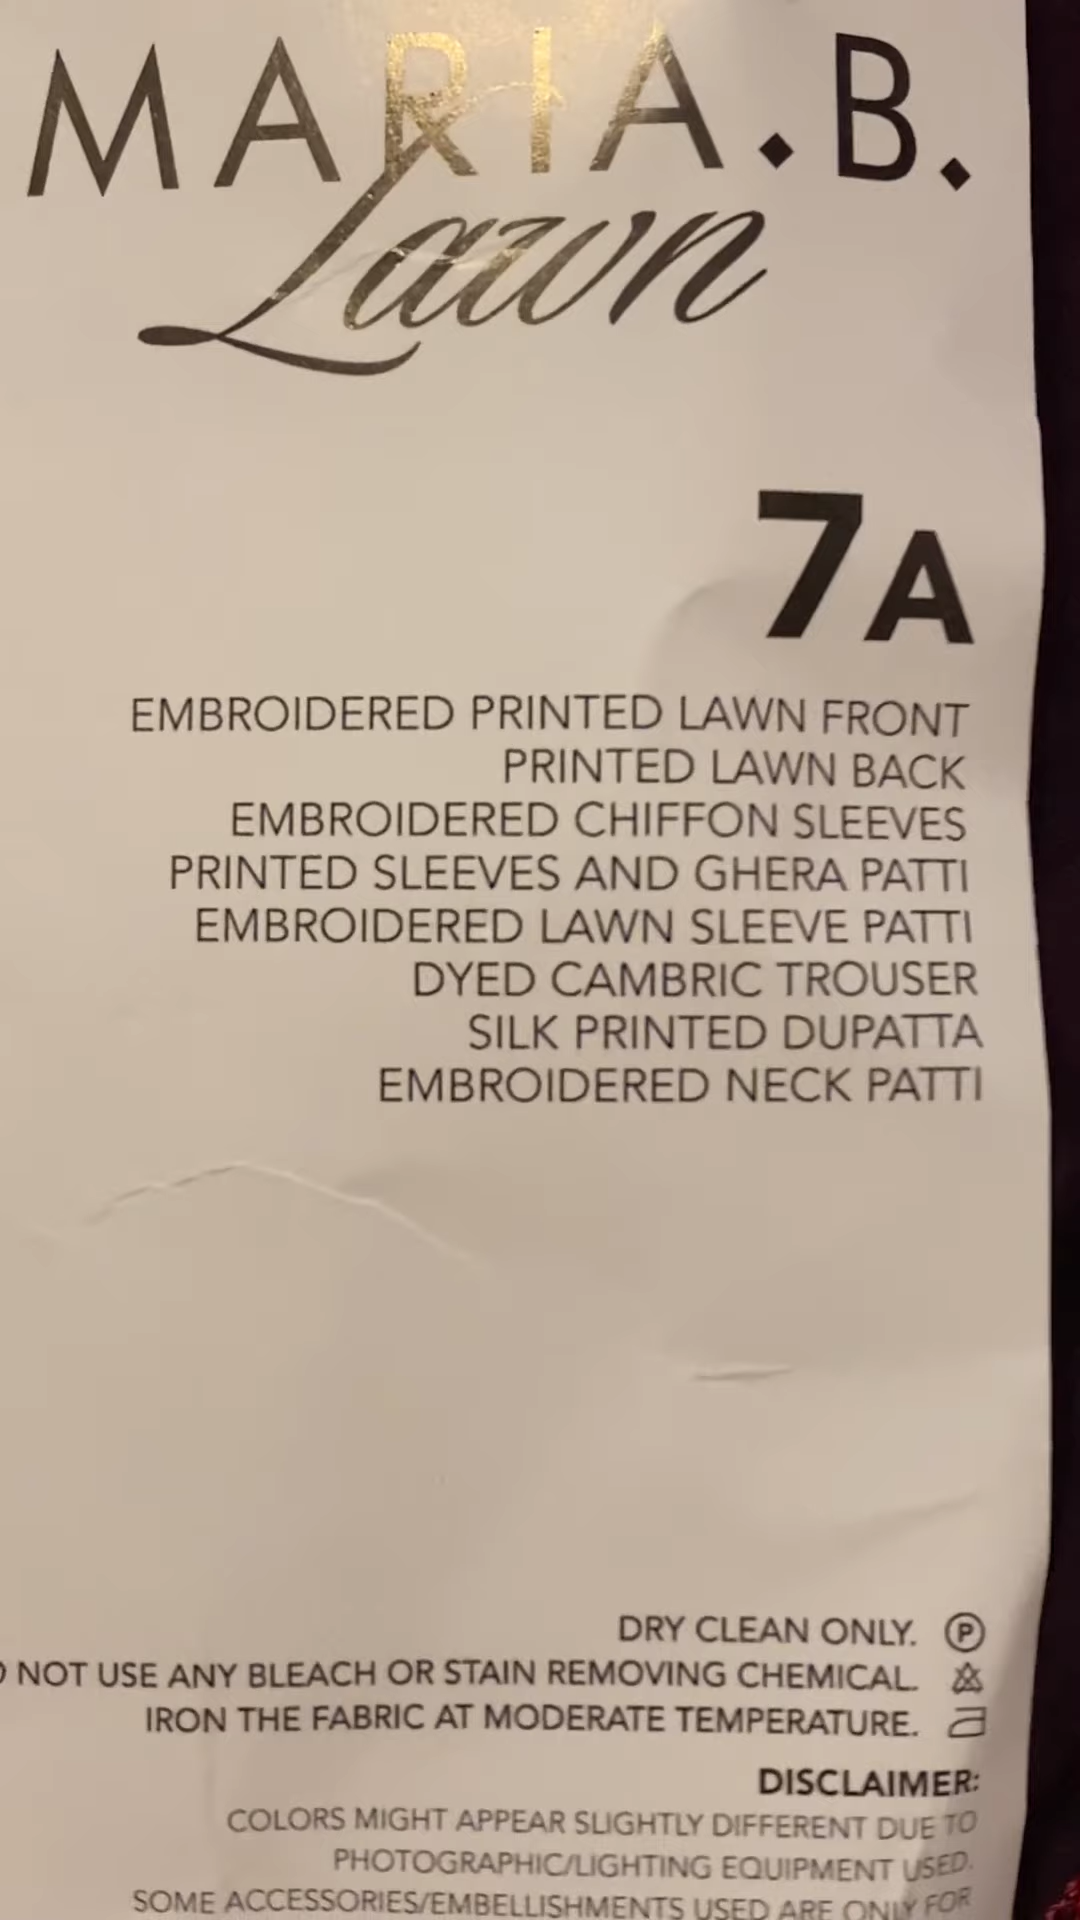 MARIA.B.
Lawn
7A
EMBROIDERED PRINTED LAWN FRONT
PRINTED LAWN BACK
EMBROIDERED CHIFFON SLEEVES
PRINTED SLEEVES AND GHERA PATTI
EMBROIDERED LAWN SLEEVE PATTI
DYED CAMBRIC TROUSER
SILK PRINTED DUPATTA
EMBROIDERED NECK PATTI
DRY CLEAN ONLY. P
NOT USE ANY BLEACH OR STAIN REMOVING CHEMICAL.
IRON THE FABRIC AT MODERATE TEMPERATURE.
DISCLAIMER:
COLORS MIGHT APPEAR SLIGHTLY DIFFERENT DUE TO
PHOTOGRAPHIC/LIGHTING EQUIPMENT USED.
SOME ACCESSORIES/EMBELLISHMENTS USED ARE ONLY FOR